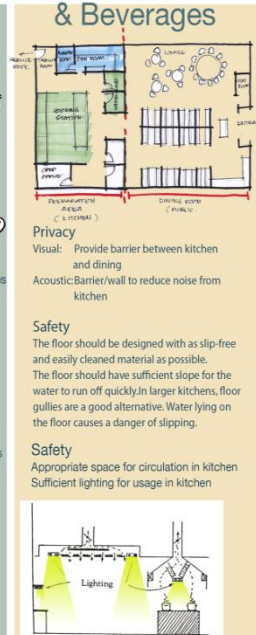 & Beverages
LOUNGE
COOKING
STATION
CHEF
OFFICE
PREPARATION
AREA
(KITCHEN)
DINING ROOM
(PUBLIC)
Privacy
Visual: Provide barrier between kitchen
and dining
Acoustic:Barrier/wall to reduce noise from
kitchen
Safety
The floor should be designed with as slip-free
and easily cleaned material as possible.
The floor should have sufficient slope for the
water to run off quickly.In larger kitchens, floor
gullies are a good alternative. Water lying on
the floor causes a danger of slipping.
Safety
Appropriate space for circulation in kitchen
Sufficient lighting for usage in kitchen
Lighting